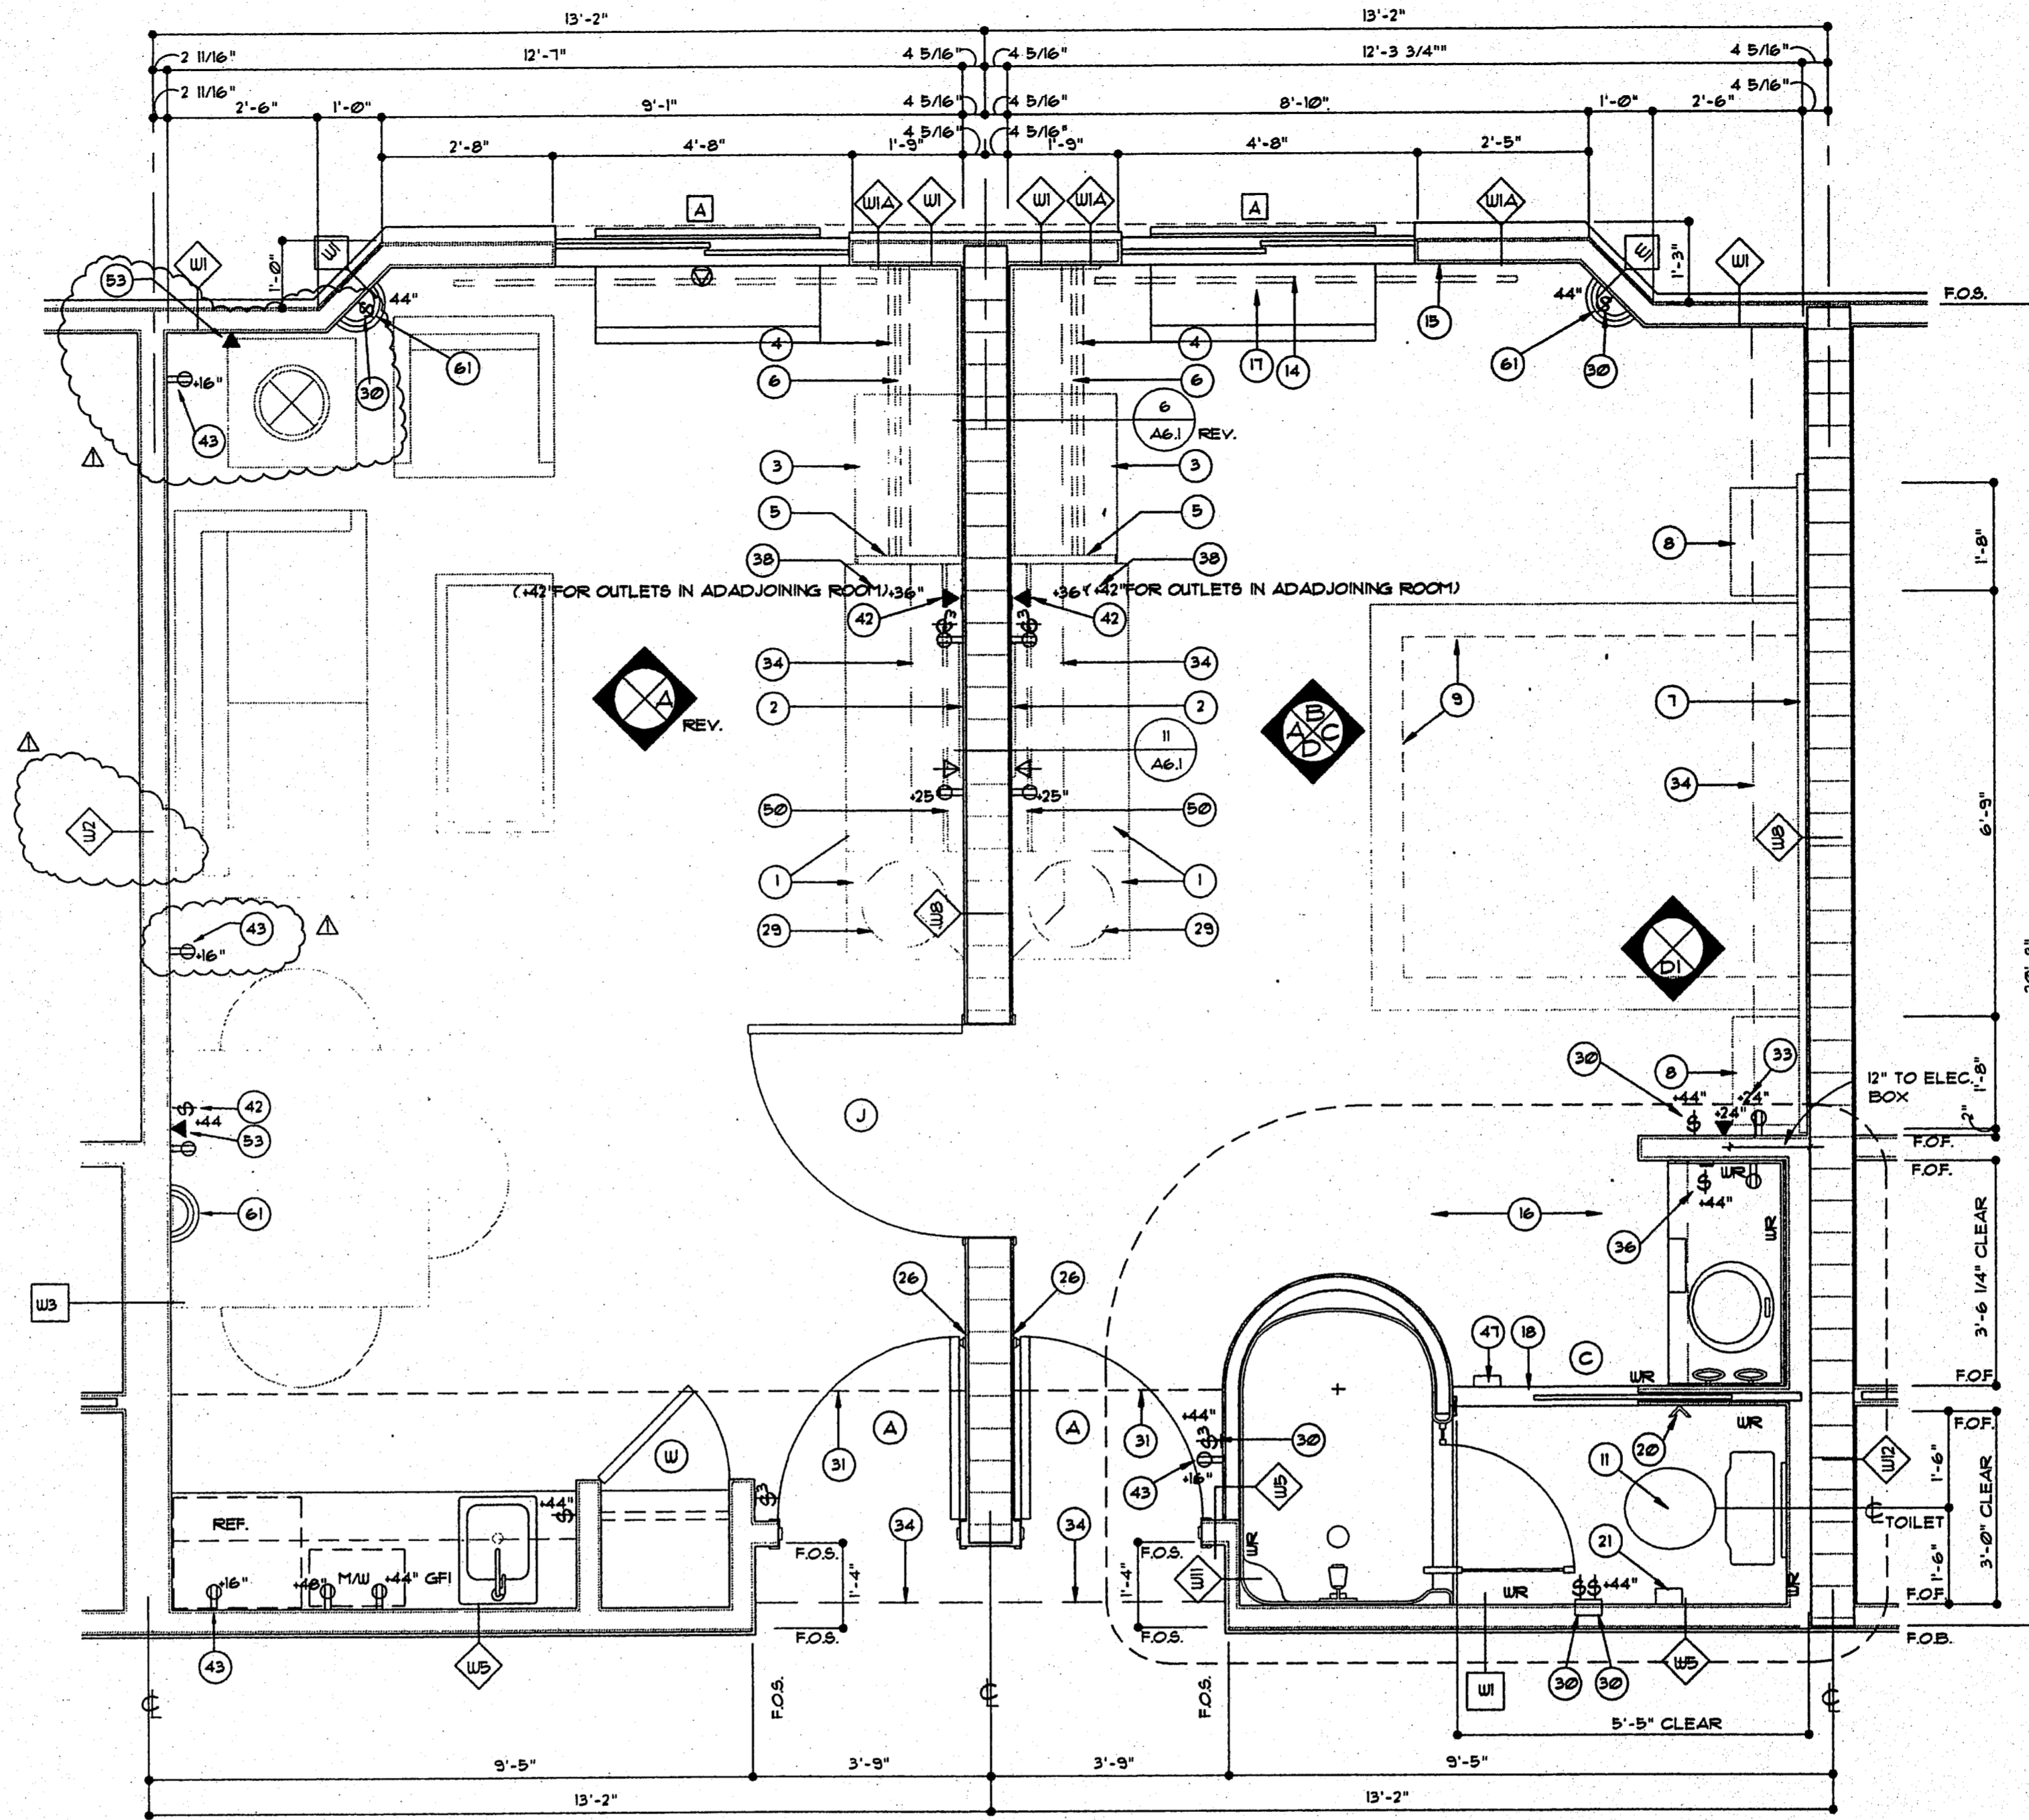 13'-2" 13'-2"
2 11/16" 12'-7" 4 5/16" 4 5/16" 12'-3 3/4"" 4 5/16"
2 11/16" 2'-6" 1'-0" 9'-1" 4 5/16" 4 5/16" 8'-10" 1'-0" 2'-6" 4 5/16"
4 5/16" 4 5/16"
2'-8" 4'-8" 1'-9" 1'-9" 4'-8" 2'-5"
W1A W1 W1 W1A W1A
A A
W1 W1 1'-0" W1 1'-3" W1
53 44" 44" F.O.S.
30 61 4 4 17 14 15 61 30
+16" 6 6
43 6
A6.1 REV.
3 3
5 5
8 1'-8"
38 38
(+42"FOR OUTLETS IN ADADJOINING ROOM)+36" +36"(+42"FOR OUTLETS IN ADADJOINING ROOM)
42 42
$3 $3
34 34
9 7
A REV.
2 2
B
A C
D
11
A6.1
34
+25" +25"
50 50
W2 W8 6'-9"
1 1
W8
29 29
43
+16"
D1
20'-0"
30 8 33
12" TO ELEC.
BOX
1'-8"
+44" +24"
$ +24"
2"
$ 42
+44 53
J
F.O.F.
F.O.F.
WR
$ +44"
61 16 36 WR
3'-6 1/4" CLEAR
26 26
W3
47 18 C
WR F.O.F.
A A
31 31
+44"
$3 30
43 +16"
W5
20 WR F.O.F.
11
W12
1'-6"
3'-0" CLEAR
W
+44"
$ $3
REF.
34 34
F.O.S. F.O.S.
WR
21 ℄ TOILET
+16" +48" M/W +44" GFI
1'-4" 1'-4"
W11
WR $$ +44" WR
1'-6"
F.O.F.
F.O.S. F.O.S. F.O.B.
43 W5
W1 30 30 W5
℄ F.O.S. ℄ F.O.S. ℄
5'-5" CLEAR
9'-5" 3'-9" 3'-9" 9'-5"
13'-2" 13'-2"